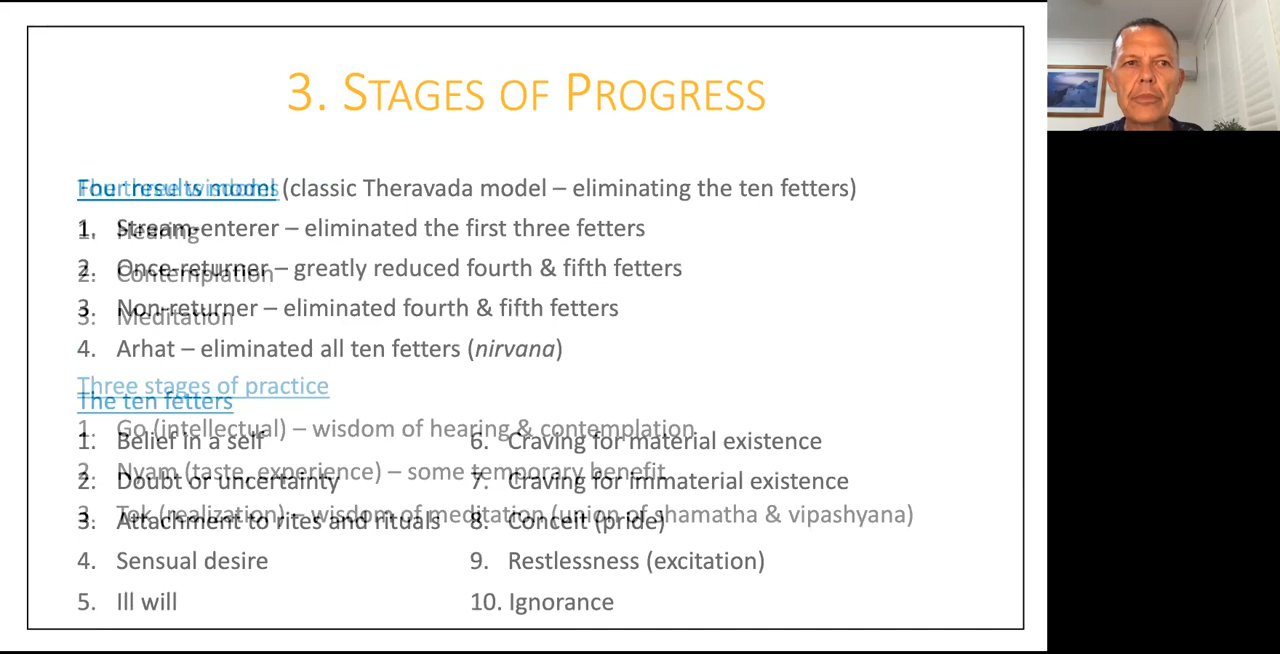 3. STAGES OF PROGRESS
Four results model (classic Theravada model – eliminating the ten fetters)
The three wisdoms
1. Stream-enterer – eliminated the first three fetters
1. Hearing
2. Once-returner – greatly reduced fourth & fifth fetters
2. Contemplation
3. Non-returner – eliminated fourth & fifth fetters
3. Meditation
4. Arhat – eliminated all ten fetters (nirvana)
Three stages of practice
The ten fetters
1. Go (intellectual) – wisdom of hearing & contemplation
1. Belief in a self 6. Craving for material existence
2. Nyam (taste, experience) – some temporary benefit
2. Doubt or uncertainty 7. Craving for immaterial existence
3. Tok (realization) – wisdom of meditation (union of shamatha & vipashyana)
3. Attachment to rites and rituals 8. Conceit (pride)
4. Sensual desire 9. Restlessness (excitation)
5. Ill will 10. Ignorance